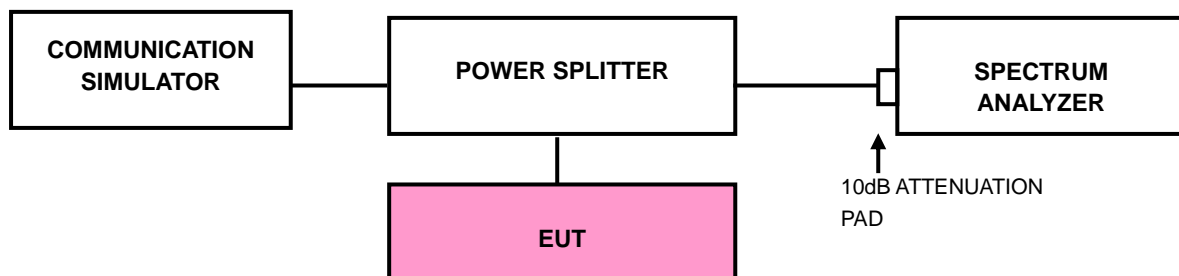 COMMUNICATION
SIMULATOR
POWER SPLITTER
SPECTRUM
ANALYZER
10dB ATTENUATION
PAD
EUT